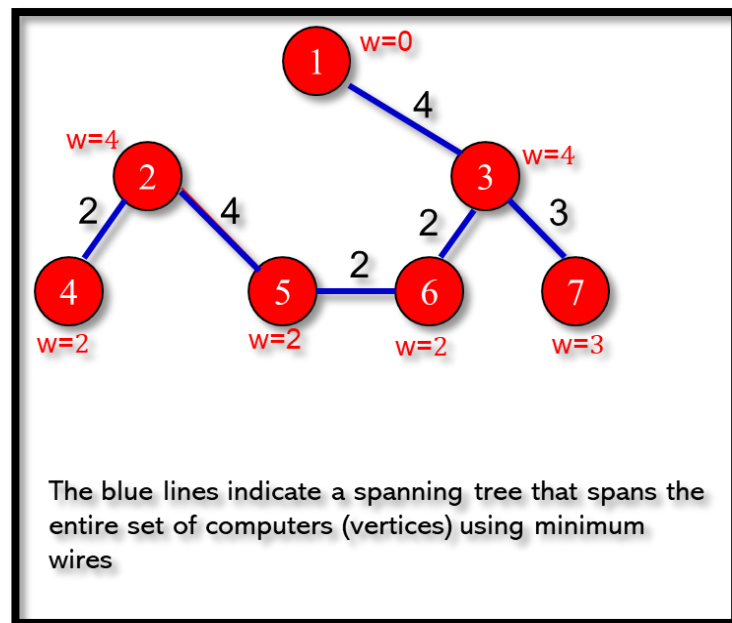 1 w=0
4
w=4
2
3 w=4
2 4 2 3
4 5 2 6 7
w=2 w=2 w=2 w=3
The blue lines indicate a spanning tree that spans the
entire set of computers (vertices) using minimum
wires